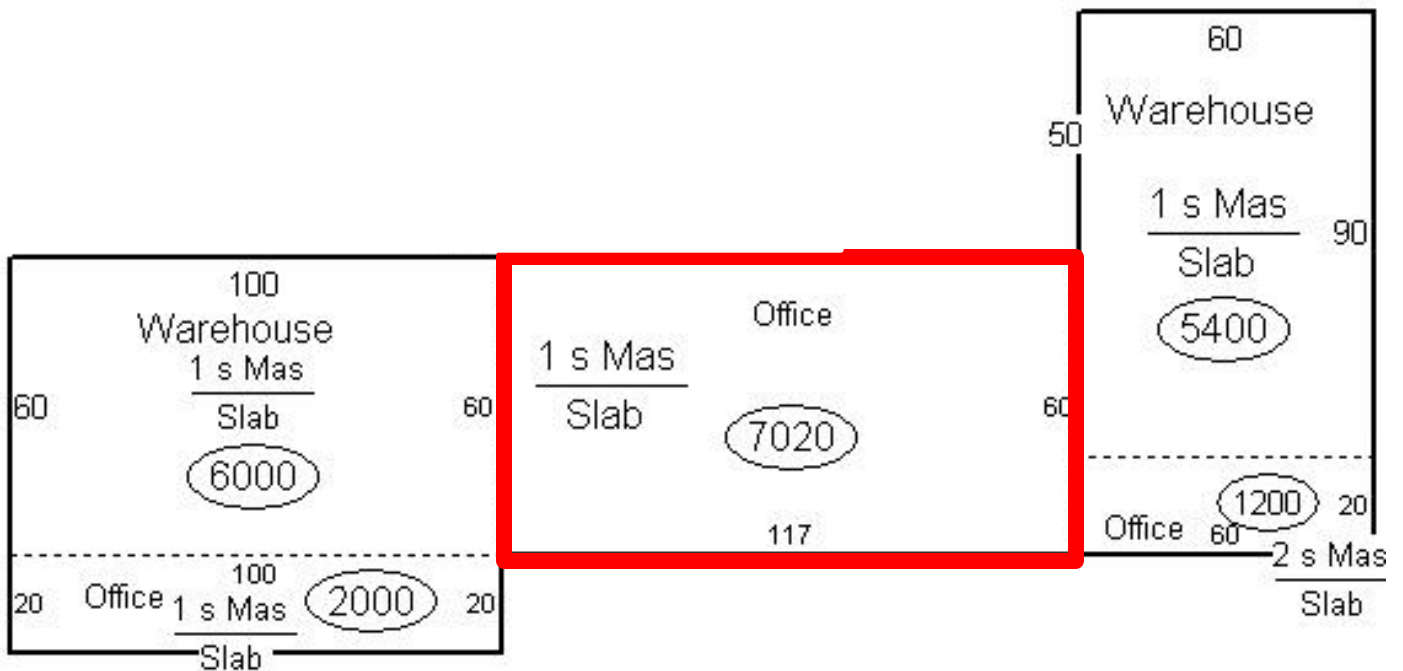 100
Warehouse
1 s Mas
Slab
60
60
6000
100
Office
1 s Mas
Slab
2000
20
20
Office
1 s Mas
Slab
7020
60
117
60
Warehouse
50
1 s Mas
Slab
90
5400
1200
20
Office
60
2 s Mas
Slab